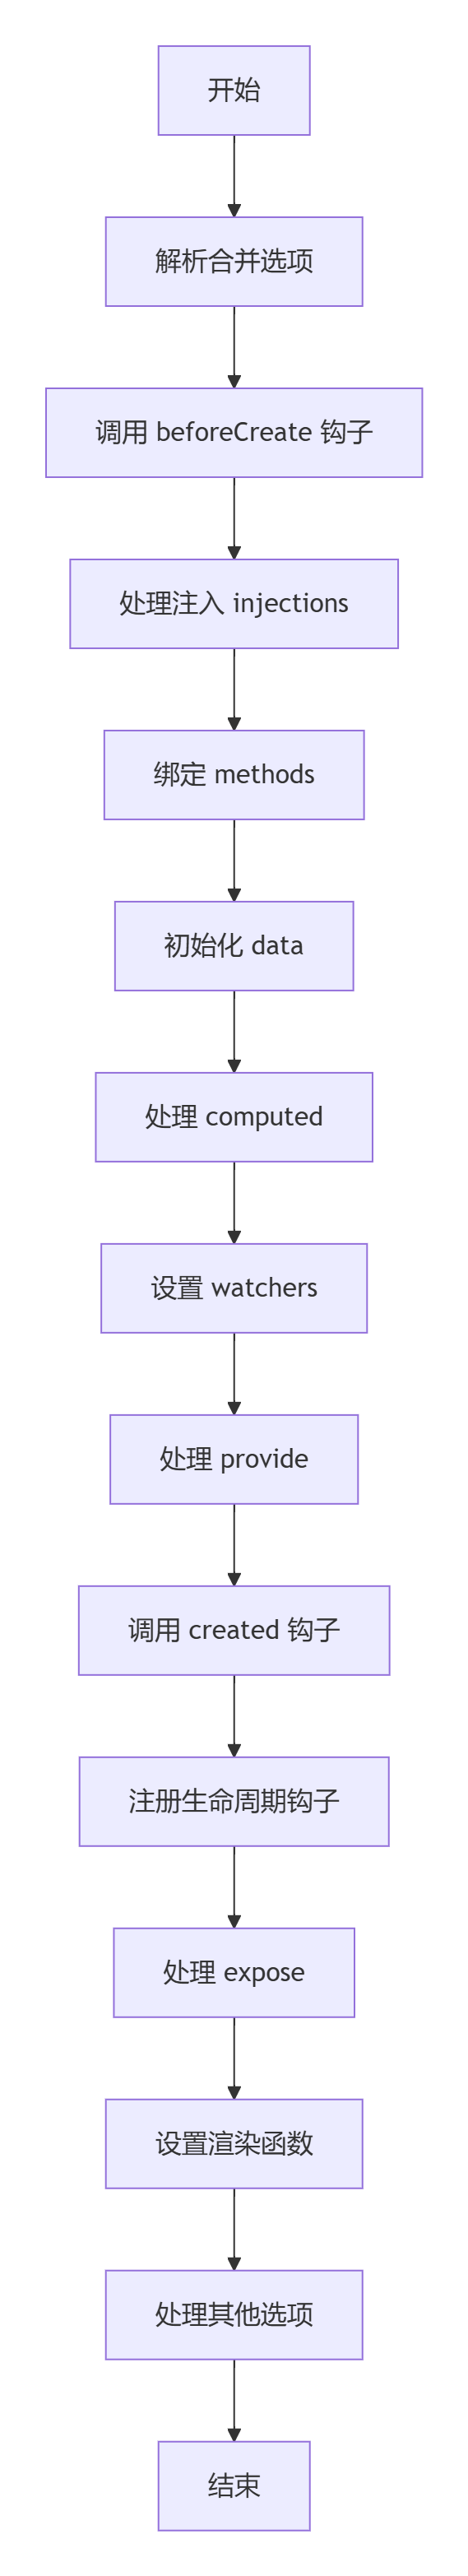 开始
解析合并选项
调用 beforeCreate 钩子
处理注入 injections
绑定 methods
初始化 data
处理 computed
设置 watchers
处理 provide
调用 created 钩子
注册生命周期钩子
处理 expose
设置渲染函数
处理其他选项
结束